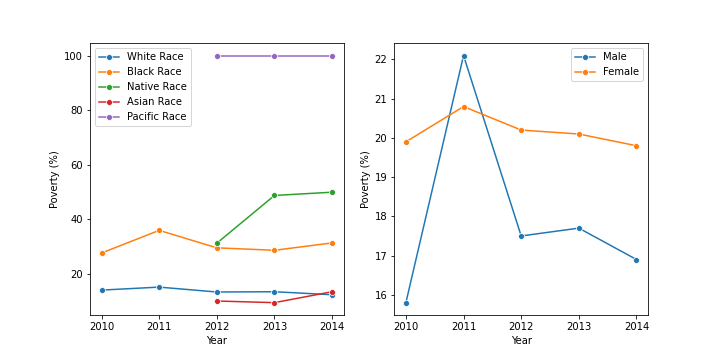 100
80
60
40
20
Poverty (%)
White Race
Black Race
Native Race
Asian Race
Pacific Race
2010 2011 2012 2013 2014
Year
22
21
20
19
18
17
16
Poverty (%)
Male
Female
2010 2011 2012 2013 2014
Year